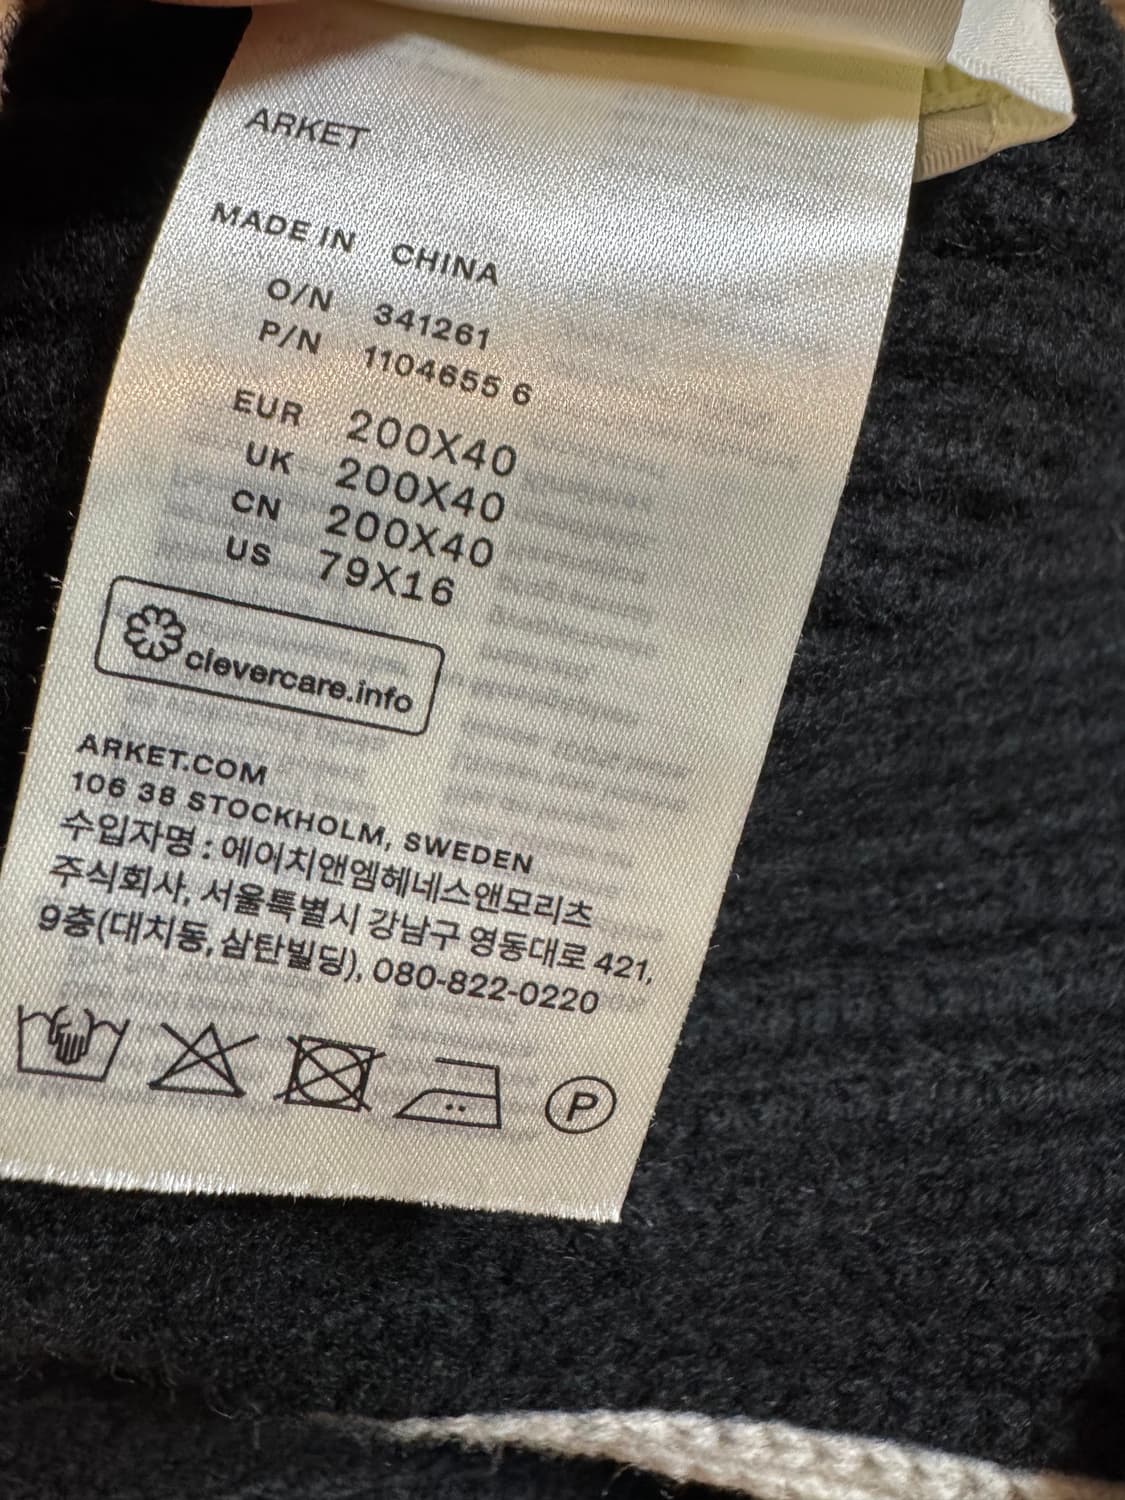 ARKET
MADE IN CHINA
O/N 341261
P/N 1104655 6
EUR 200X40
UK 200X40
CN 200X40
US 79X16
clevercare.info
ARKET.COM
106 38 STOCKHOLM, SWEDEN
수입자명 : 에이치앤엠헤네스앤모리츠
주식회사, 서울특별시 강남구 영동대로 421,
9층(대치동, 삼탄빌딩), 080-822-0220
P